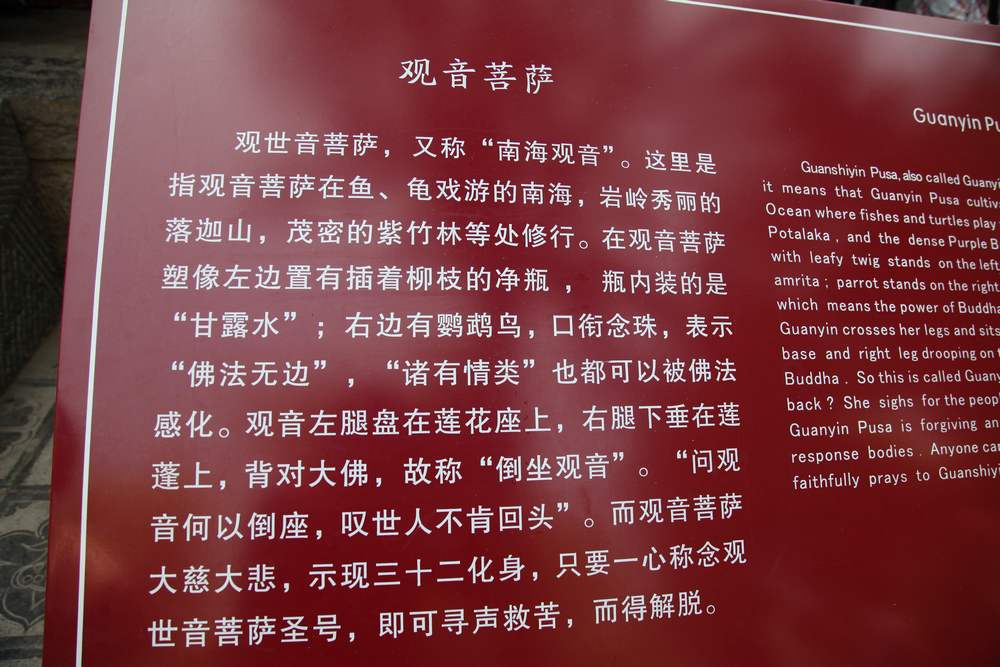 观音菩萨
观世音菩萨，又称“南海观音”。这里是
指观音菩萨在鱼、龟戏游的南海，岩岭秀丽的
落迦山，茂密的紫竹林等处修行。在观音菩萨
塑像左边置有插着柳枝的净瓶 ， 瓶内装的是
“甘露水”；右边有鹦鹉鸟，口衔念珠，表示
“佛法无边”，“诸有情类”也都可以被佛法
感化。观音左腿盘在莲花座上，右腿下垂在莲
蓬上，背对大佛，故称“倒坐观音”。“问观
音何以倒座，叹世人不肯回头”。而观音菩萨
大慈大悲，示现三十二化身，只要一心称念观
世音菩萨圣号，即可寻声救苦，而得解脱。
Guanyin
Guanshiyin Pusa, also called
it means that Guanyin Pusa
Ocean where fishes and turtles play
Potalaka , and the dense Purple
with leafy twig stands on the left
amrita ; parrot stands on the right
which means the power of
Guanyin crosses her legs and sits
base and right leg drooping on
Buddha . So this is called
back ? She sighs for the
Guanyin Pusa is forgiving
response bodies . Anyone
faithfully prays to